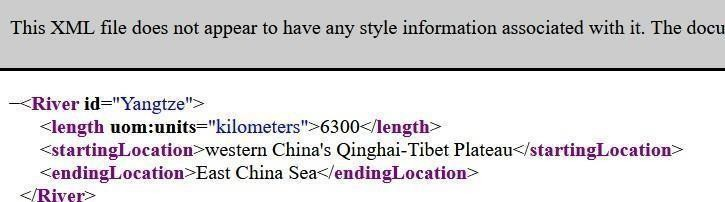 This XML file does not appear to have any style information associated with it. The docu
−<River id="Yangtze">
<length uom:units="kilometers">6300</length>
<startingLocation>western China's Qinghai-Tibet Plateau</startingLocation>
<endingLocation>East China Sea</endingLocation>
</River>